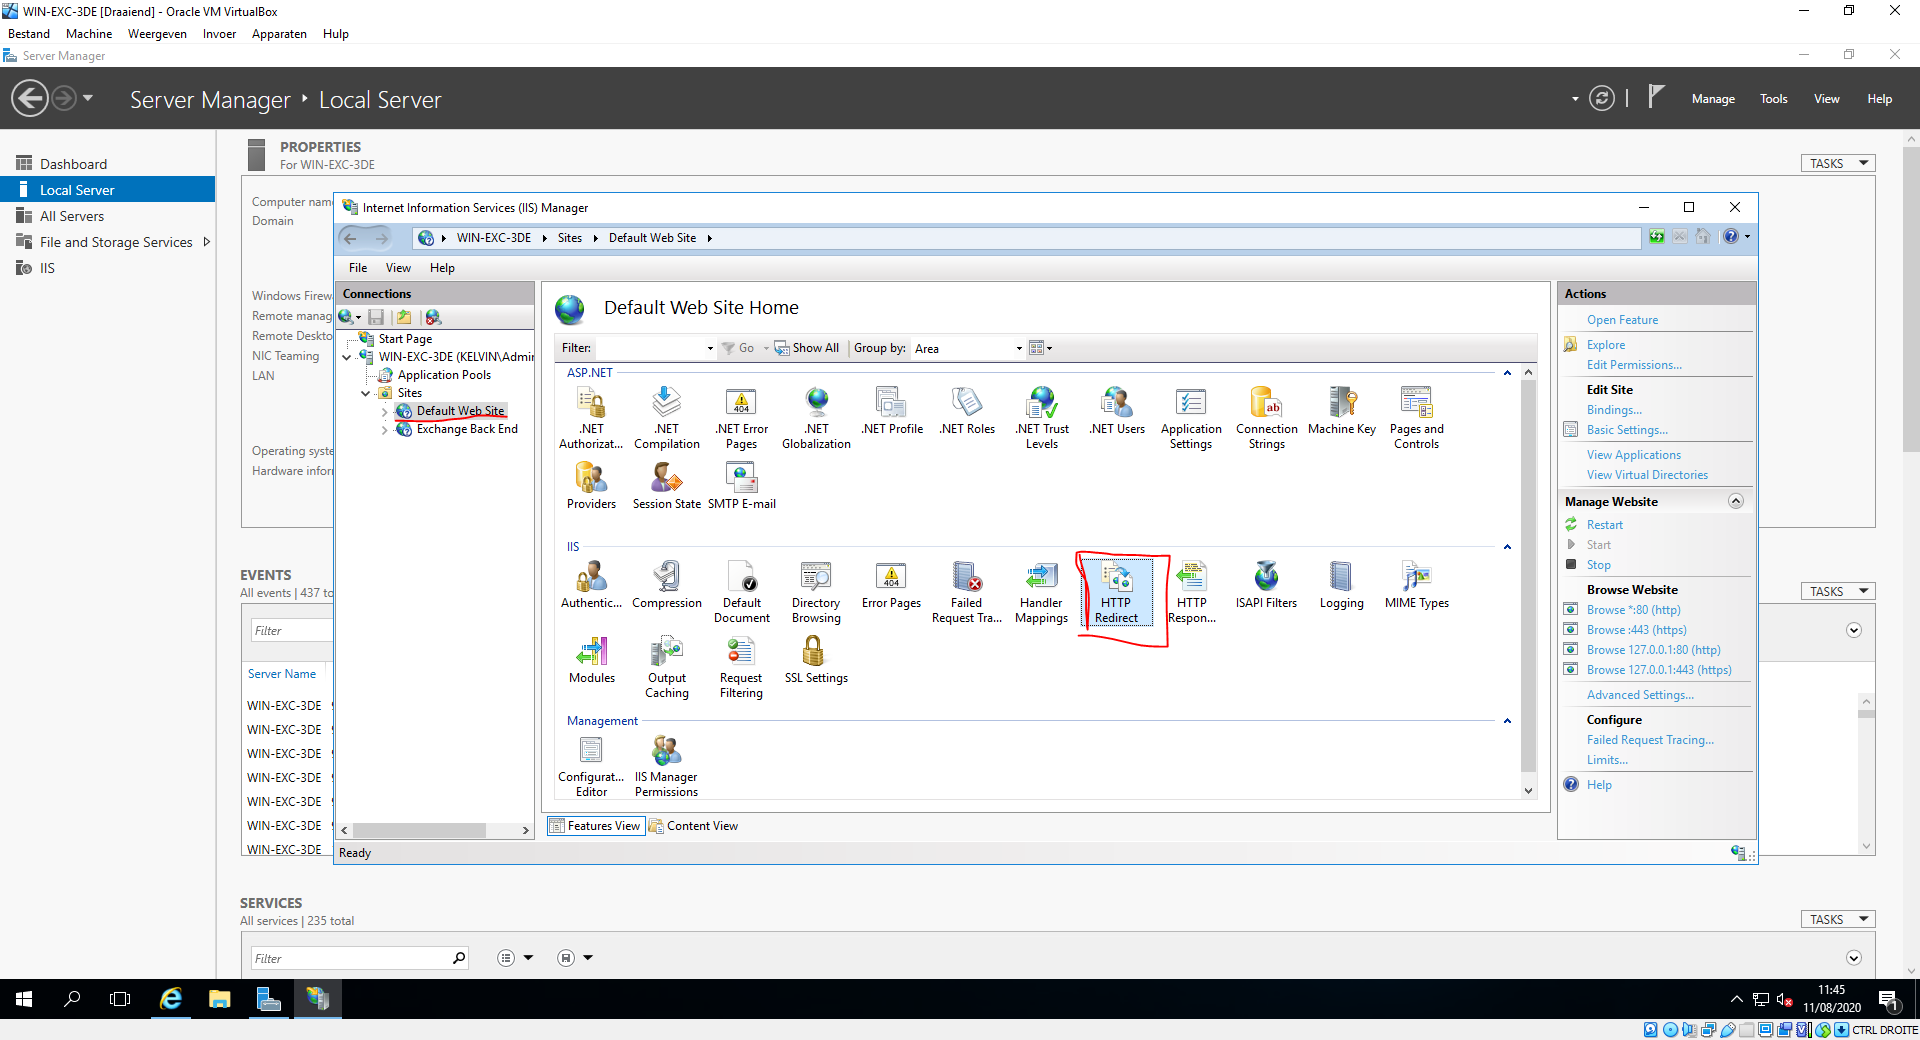 WIN-EXC-3DE [Draaiend] - Oracle VM VirtualBox
Bestand Machine Weergeven Invoer Apparaten Hulp
Server Manager
Server Manager Local Server
Manage Tools View Help
Dashboard
Local Server
All Servers
File and Storage Services
IIS
PROPERTIES
For WIN-EXC-3DE
TASKS
Computer name
Domain
Windows Firew
Remote manag
Remote Deskto
NIC Teaming
LAN
Operating syste
Hardware inforr
Internet Information Services (IIS) Manager
WIN-EXC-3DE Sites Default Web Site
File View Help
Connections
Start Page
WIN-EXC-3DE (KELVIN\Admir
Application Pools
Sites
Default Web Site
Exchange Back End
Default Web Site Home
Filter: Go Show All Group by: Area
ASP.NET
.NET Authorizat...
.NET Compilation
.NET Error Pages
.NET Globalization
.NET Profile
.NET Roles
.NET Trust Levels
.NET Users
Application Settings
Connection Strings
Machine Key
Pages and Controls
Providers
Session State
SMTP E-mail
IIS
Authentic...
Compression
Default Document
Directory Browsing
Error Pages
Failed Request Tra...
Handler Mappings
HTTP Redirect
HTTP Respon...
ISAPI Filters
Logging
MIME Types
Modules
Output Caching
Request Filtering
SSL Settings
Management
Configurat... Editor
IIS Manager Permissions
Features View Content View
Ready
Actions
Open Feature
Explore
Edit Permissions...
Edit Site
Bindings...
Basic Settings...
View Applications
View Virtual Directories
Manage Website
Restart
Start
Stop
Browse Website
Browse *:80 (http)
Browse :443 (https)
Browse 127.0.0.1:80 (http)
Browse 127.0.0.1:443 (https)
Advanced Settings...
Configure
Failed Request Tracing...
Limits...
Help
EVENTS
All events | 437 to
TASKS
Filter
Server Name
WIN-EXC-3DE
WIN-EXC-3DE
WIN-EXC-3DE
WIN-EXC-3DE
WIN-EXC-3DE
WIN-EXC-3DE
WIN-EXC-3DE
SERVICES
All services | 235 total
TASKS
Filter
11:45
11/08/2020
1
CTRL DROITE